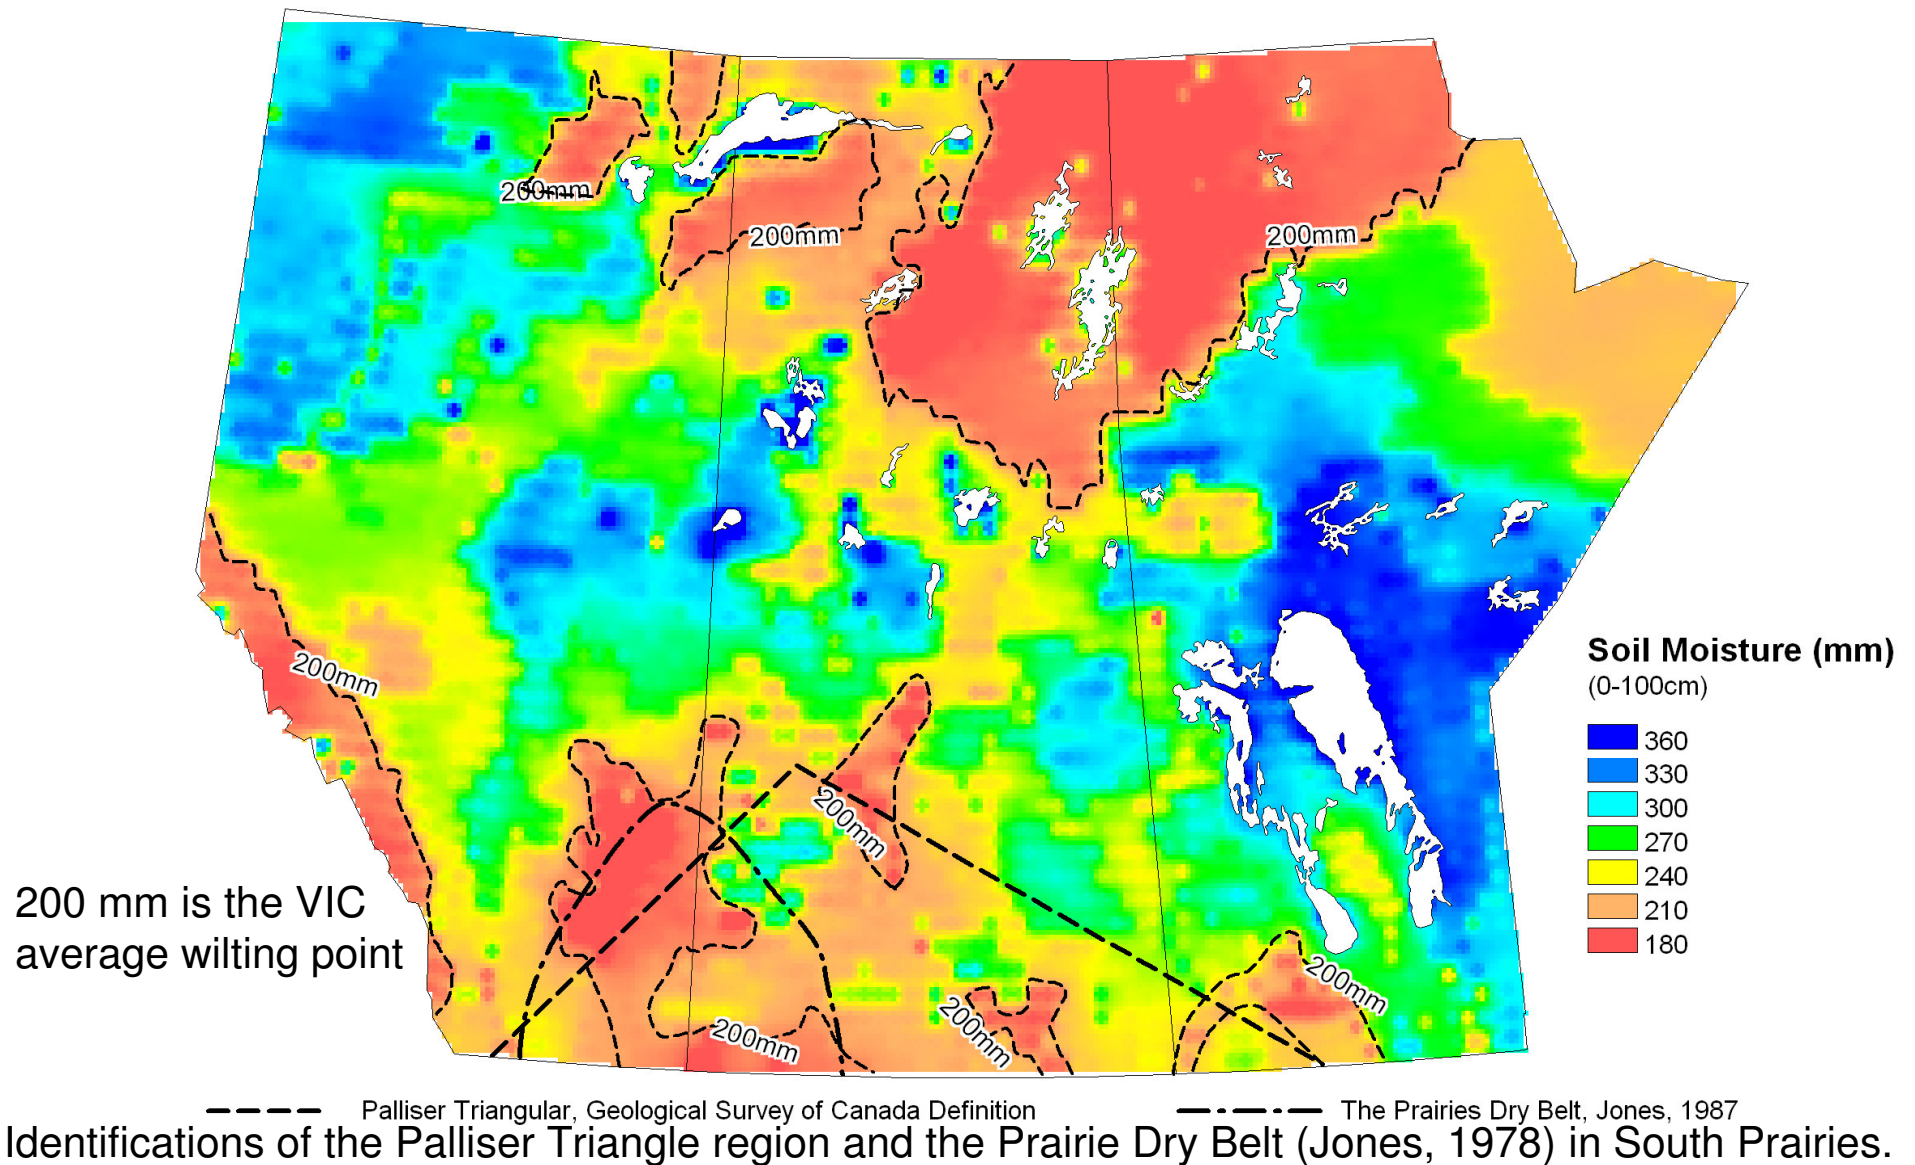 200mm
200mm
200mm
200mm
200mm
200mm
200mm
200mm
Soil Moisture (mm)
(0-100cm)
360
330
300
270
240
210
180
200 mm is the VIC
average wilting point
Palliser Triangular, Geological Survey of Canada Definition
The Prairies Dry Belt, Jones, 1987
Identifications of the Palliser Triangle region and the Prairie Dry Belt (Jones, 1978) in South Prairies.